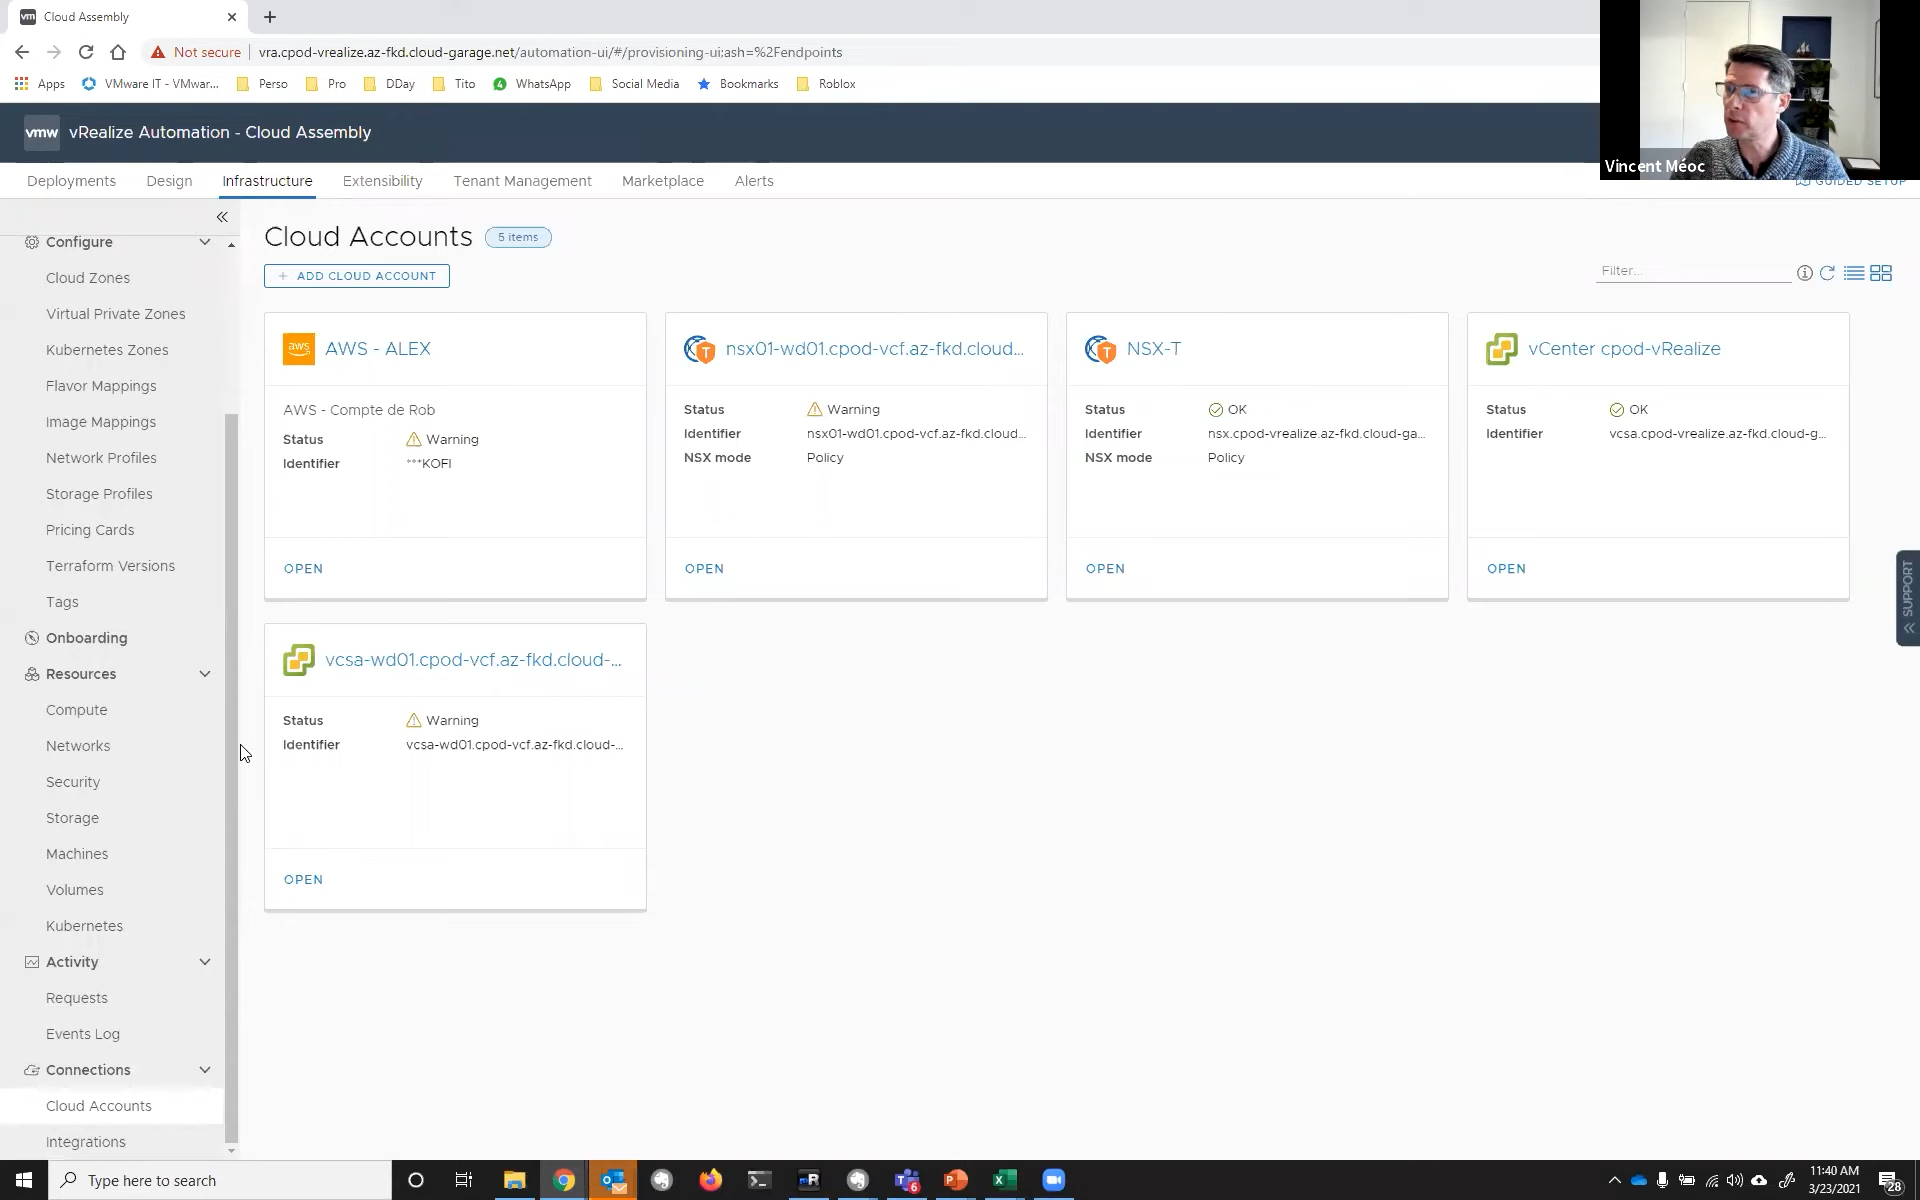 Cloud Assembly
Not secure
vra.cpod-vrealize.az-fkd.cloud-garage.net/automation-ui/#/provisioning-ui;ash=%2Fendpoints
Apps
VMware IT - VMwar...
Perso
Pro
DDay
Tito
4
WhatsApp
Social Media
Bookmarks
Roblox
vmw
vRealize Automation - Cloud Assembly
Vincent Méoc
Deployments
Design
Infrastructure
Extensibility
Tenant Management
Marketplace
Alerts
GUIDED SETUP
Configure
Cloud Zones
Virtual Private Zones
Kubernetes Zones
Flavor Mappings
Image Mappings
Network Profiles
Storage Profiles
Pricing Cards
Terraform Versions
Tags
Onboarding
Resources
Compute
Networks
Security
Storage
Machines
Volumes
Kubernetes
Activity
Requests
Events Log
Connections
Cloud Accounts
Integrations
Cloud Accounts
5 items
+ ADD CLOUD ACCOUNT
Filter...
aws
AWS - ALEX
AWS - Compte de Rob
Status Warning
Identifier ***KOFI
OPEN
T
nsx01-wd01.cpod-vcf.az-fkd.cloud...
Status Warning
Identifier nsx01-wd01.cpod-vcf.az-fkd.cloud...
NSX mode Policy
OPEN
T
NSX-T
Status OK
Identifier nsx.cpod-vrealize.az-fkd.cloud-ga...
NSX mode Policy
OPEN
vCenter cpod-vRealize
Status OK
Identifier vcsa.cpod-vrealize.az-fkd.cloud-g...
OPEN
vcsa-wd01.cpod-vcf.az-fkd.cloud-...
Status Warning
Identifier vcsa-wd01.cpod-vcf.az-fkd.cloud-...
OPEN
SUPPORT
Type here to search
6
11:40 AM
3/23/2021
28